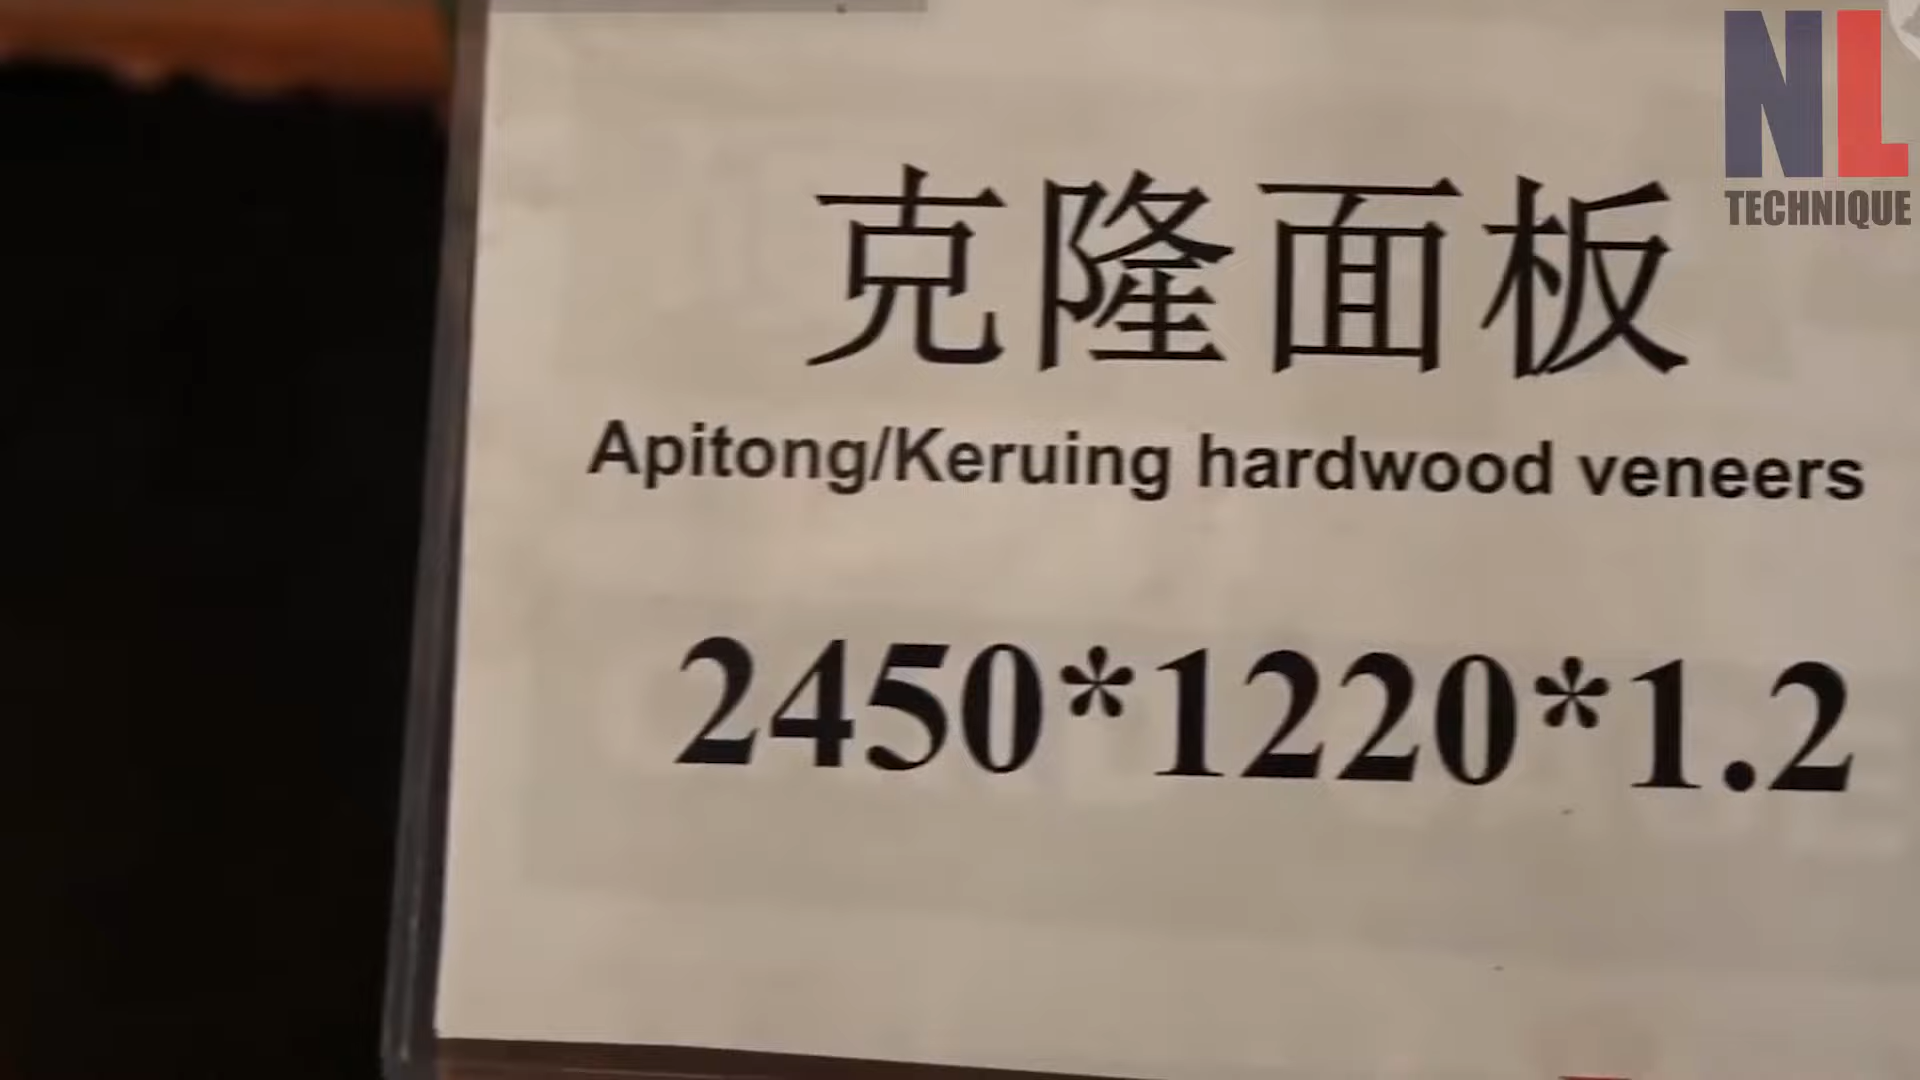 NL
TECHNIQUE
克隆面板
Apitong/Keruing hardwood veneers
2450*1220*1.2